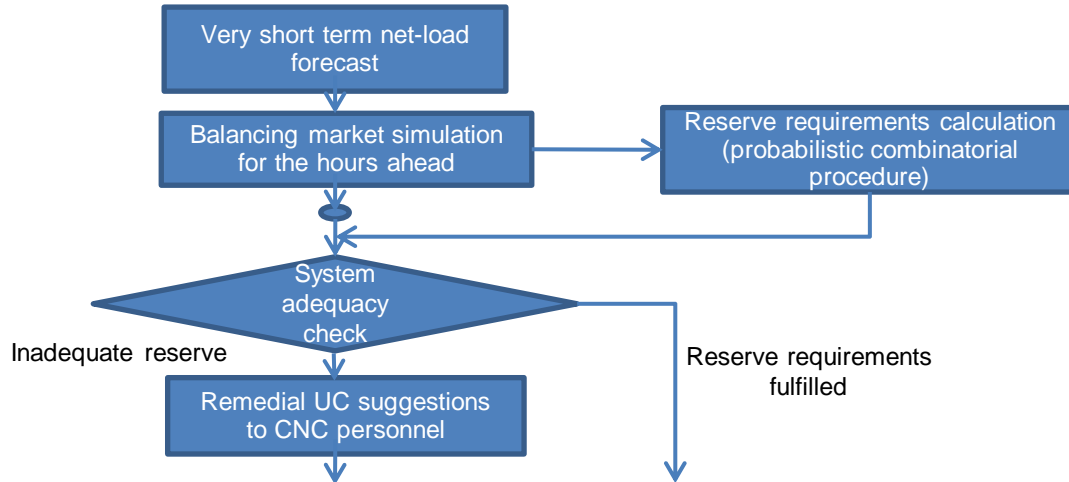 Very short term net-load
forecast
Balancing market simulation
for the hours ahead
Reserve requirements calculation
(probabilistic combinatorial
procedure)
System
adequacy
check
Inadequate reserve
Reserve requirements
fulfilled
Remedial UC suggestions
to CNC personnel